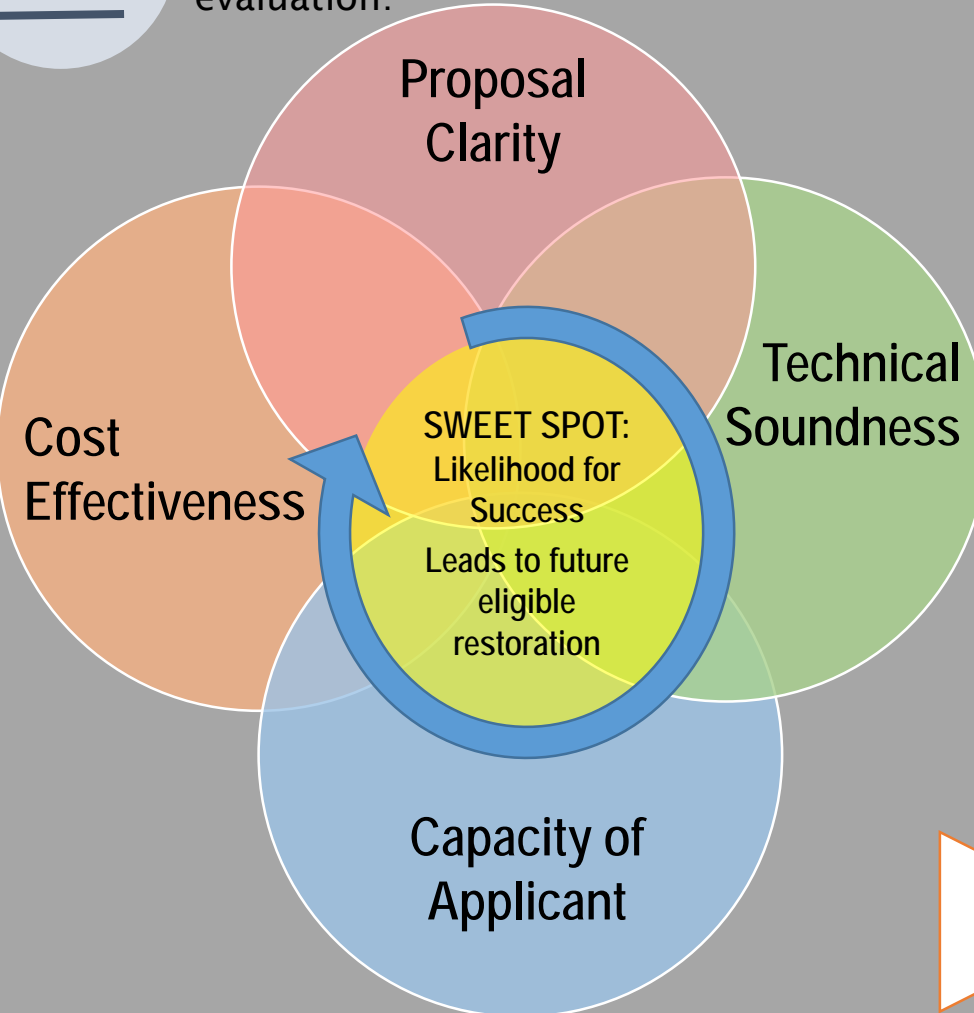 evaluation.
Proposal
Clarity
Technical
Soundness
Cost
Effectiveness
SWEET SPOT:
Likelihood for
Success
Leads to future
eligible
restoration
Capacity of
Applicant